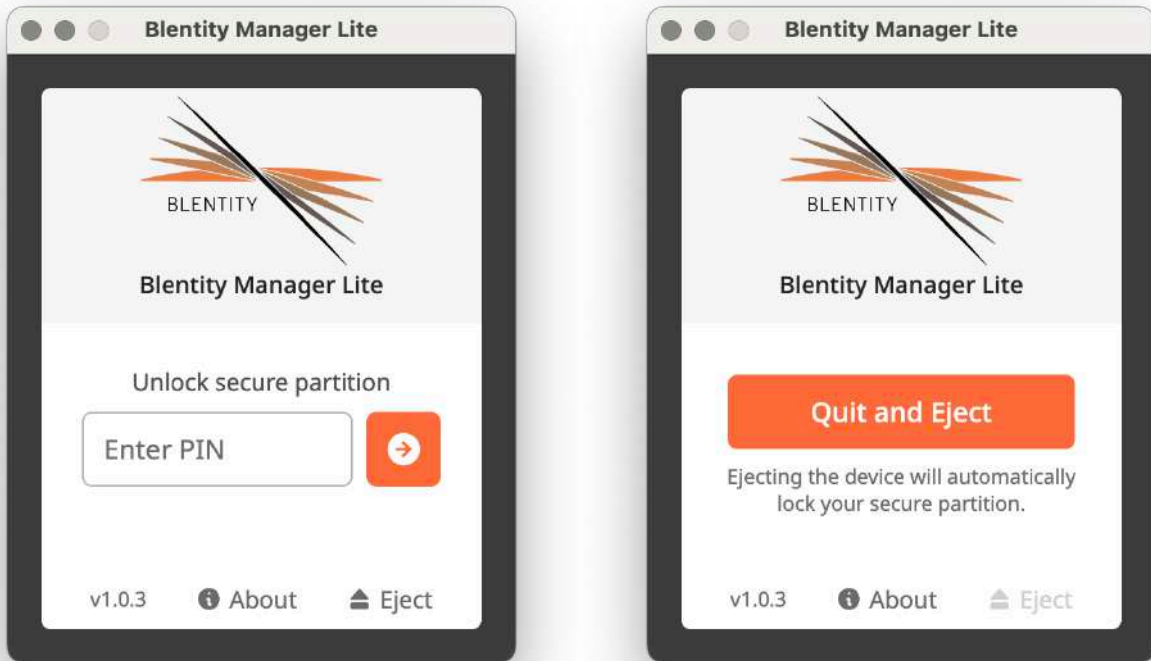 Blentity Manager Lite
BLENTITY
Blentity Manager Lite
Unlock secure partition
Enter PIN
v1.0.3 About Eject
Blentity Manager Lite
BLENTITY
Blentity Manager Lite
Quit and Eject
Ejecting the device will automatically
lock your secure partition.
v1.0.3 About Eject